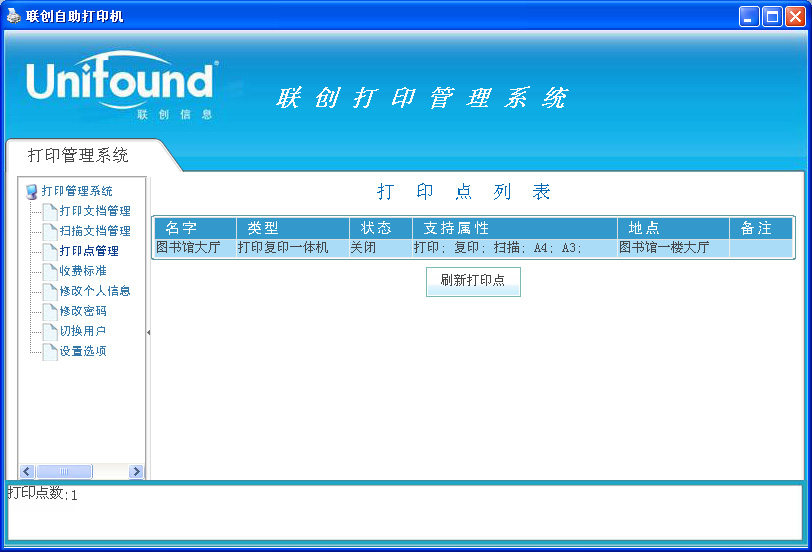 联创自助打印机
Unifound
联创信息
联创打印管理系统
打印管理系统
打印管理系统
打印文档管理
扫描文档管理
打印点管理
收费标准
修改个人信息
修改密码
切换用户
设置选项
打印点列表
名字 类型 状态 支持属性 地点 备注
图书馆大厅 打印复印一体机 关闭 打印; 复印; 扫描; A4; A3; 图书馆一楼大厅
刷新打印点
打印点数:1